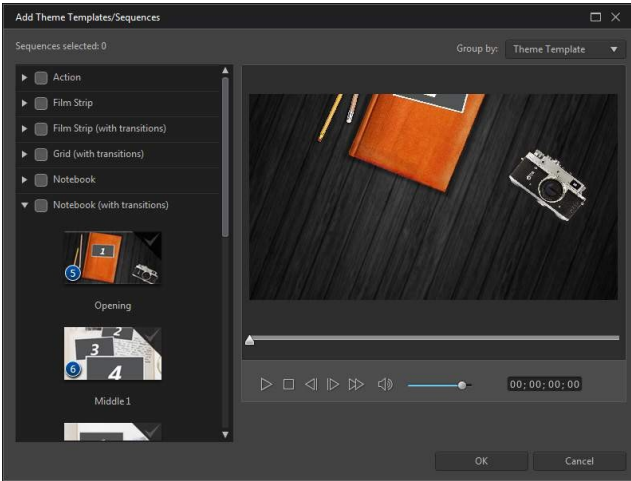 Add Theme Templates/Sequences
Sequences selected: 0
Group by: Theme Template
Action
Film Strip
Film Strip (with transitions)
Grid (with transitions)
Notebook
Notebook (with transitions)
1
5
Opening
2
3
6
4
Middle 1
00;00;00;00
OK
Cancel